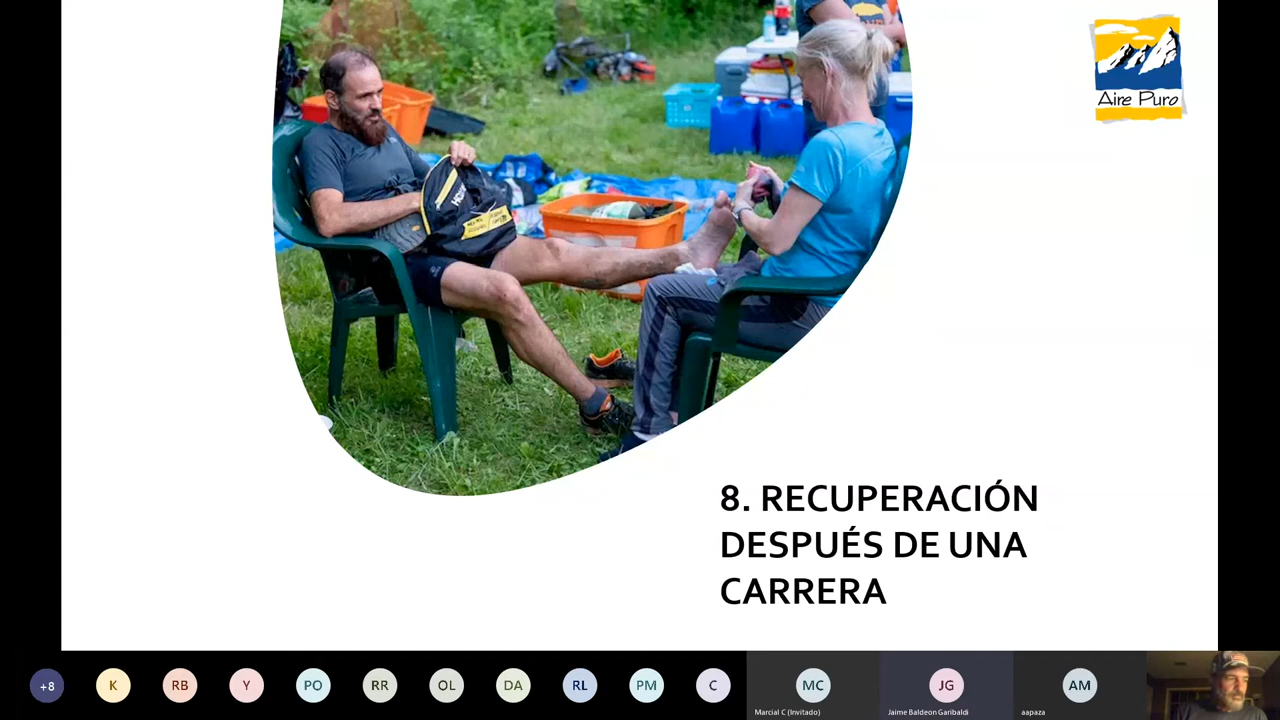 Aire Puro
8. RECUPERACIÓN
DESPUÉS DE UNA
CARRERA
+8
K
RB
Y
PO
RR
OL
DA
RL
PM
C
MC
JG
AM
Marcial C (Invitado)
Jaime Baldeon Garibaldi
aapaza